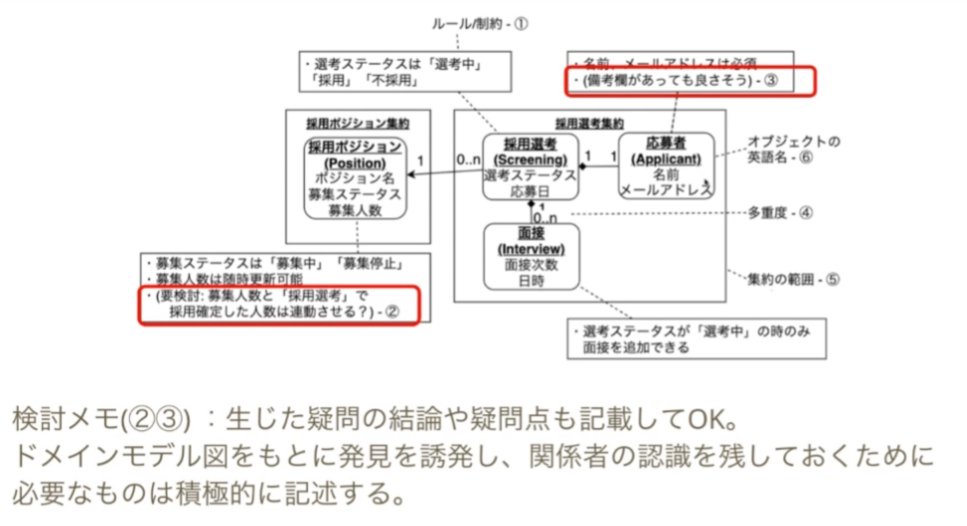 ルール/制約 - ①
・選考ステータスは「選考中」
「採用」「不採用」
・名前、メールアドレスは必須
・(備考欄があっても良さそう) - ③
採用ポジション集約
採用ポジション
(Position)
ポジション名
募集ステータス
募集人数
1
0..n
採用選考集約
採用選考
(Screening)
選考ステータス
応募日
1
1
応募者
(Applicant)
名前
メールアドレス
オブジェクトの
英語名 - ⑥
1
0..n
多重度 - ④
面接
(Interview)
面接次数
日時
集約の範囲 - ⑤
・募集ステータスは「募集中」「募集停止」
・募集人数は随時更新可能
・(要検討: 募集人数と「採用選考」で
採用確定した人数は連動させる？) - ②
・選考ステータスが「選考中」の時のみ
面接を追加できる
検討メモ(②③) ：生じた疑問の結論や疑問点も記載してOK。
ドメインモデル図をもとに発見を誘発し、関係者の認識を残しておくために
必要なものは積極的に記述する。